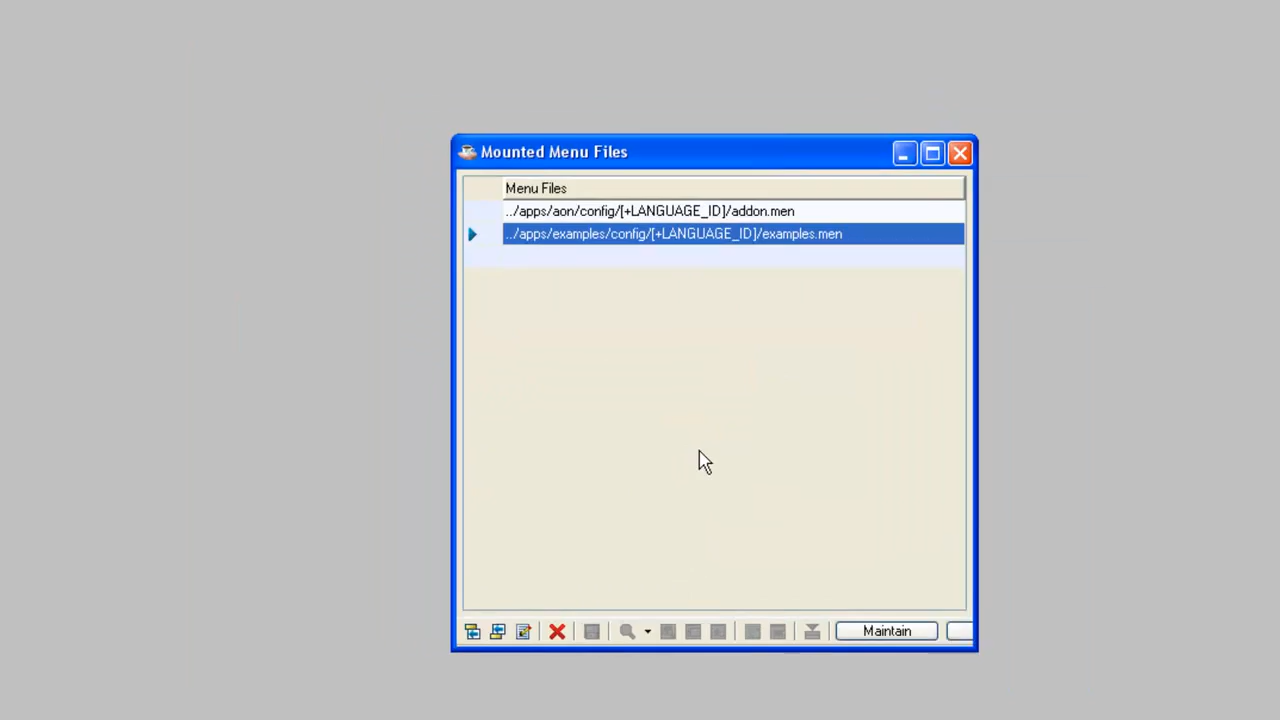 Mounted Menu Files
Menu Files
../apps/aon/config/[+LANGUAGE_ID]/addon.men
../apps/examples/config/[+LANGUAGE_ID]/examples.men
Maintain